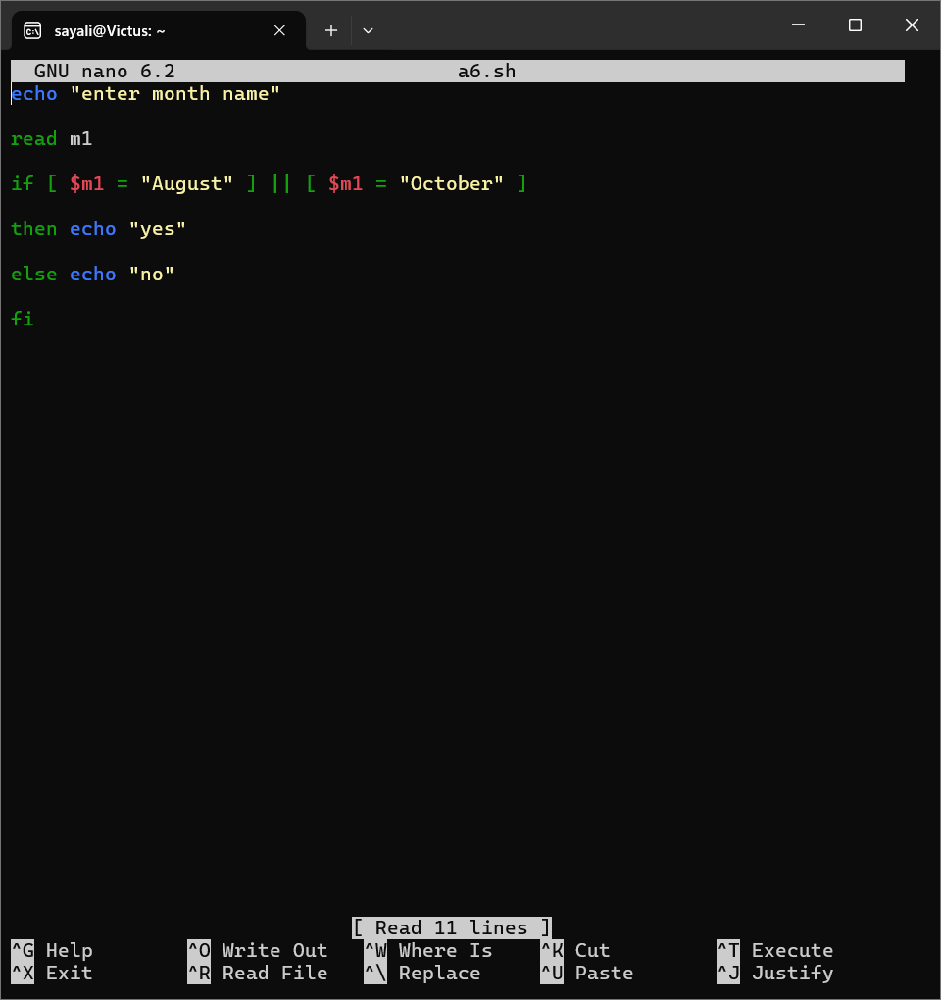 sayali@Victus: ~
GNU nano 6.2 a6.sh
echo "enter month name"
read m1
if [ $m1 = "August" ] || [ $m1 = "October" ]
then echo "yes"
else echo "no"
fi
[ Read 11 lines ]
^G Help ^O Write Out ^W Where Is ^K Cut ^T Execute
^X Exit ^R Read File ^\ Replace ^U Paste ^J Justify